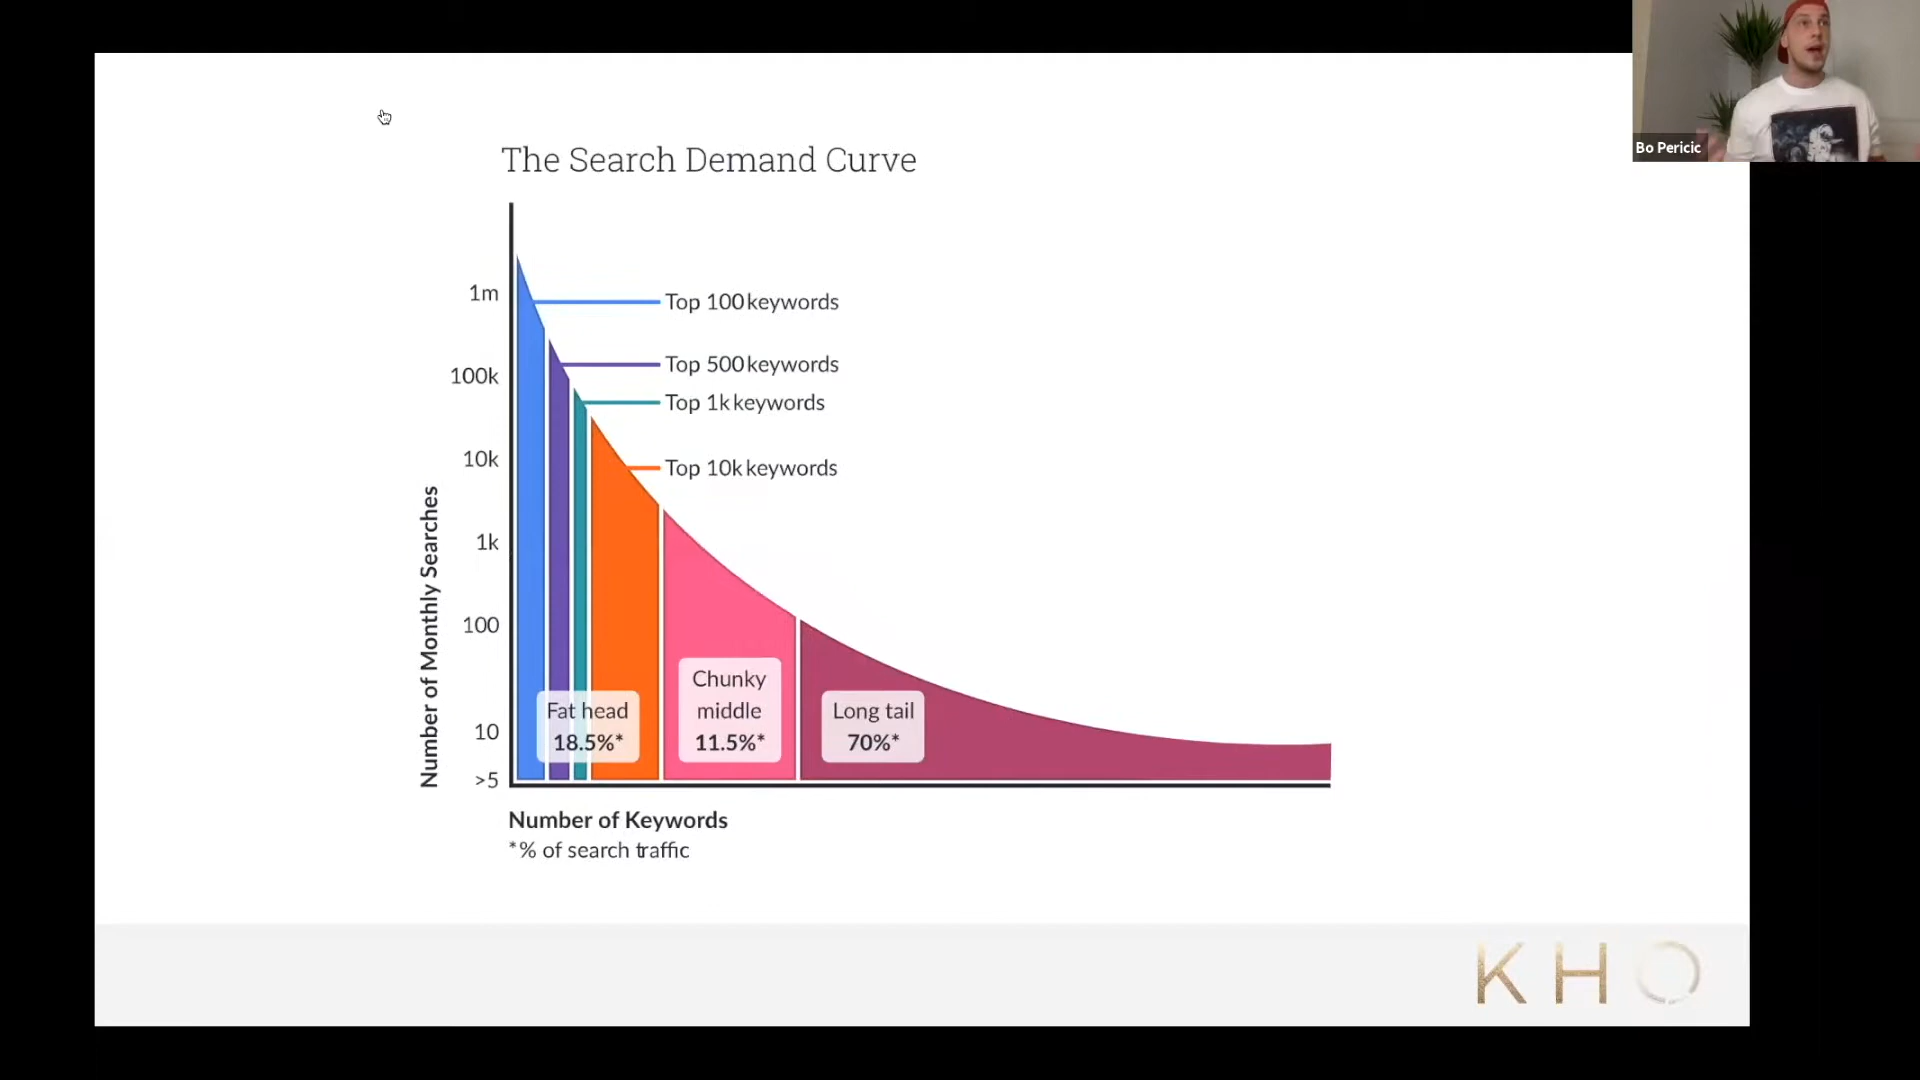 Bo Pericic
The Search Demand Curve
1m
100k
10k
1k
100
10
>5
Number of Monthly Searches
Top 100 keywords
Top 500 keywords
Top 1k keywords
Top 10k keywords
Fat head
18.5%*
Chunky
middle
11.5%*
Long tail
70%*
Number of Keywords
*% of search traffic
KHO